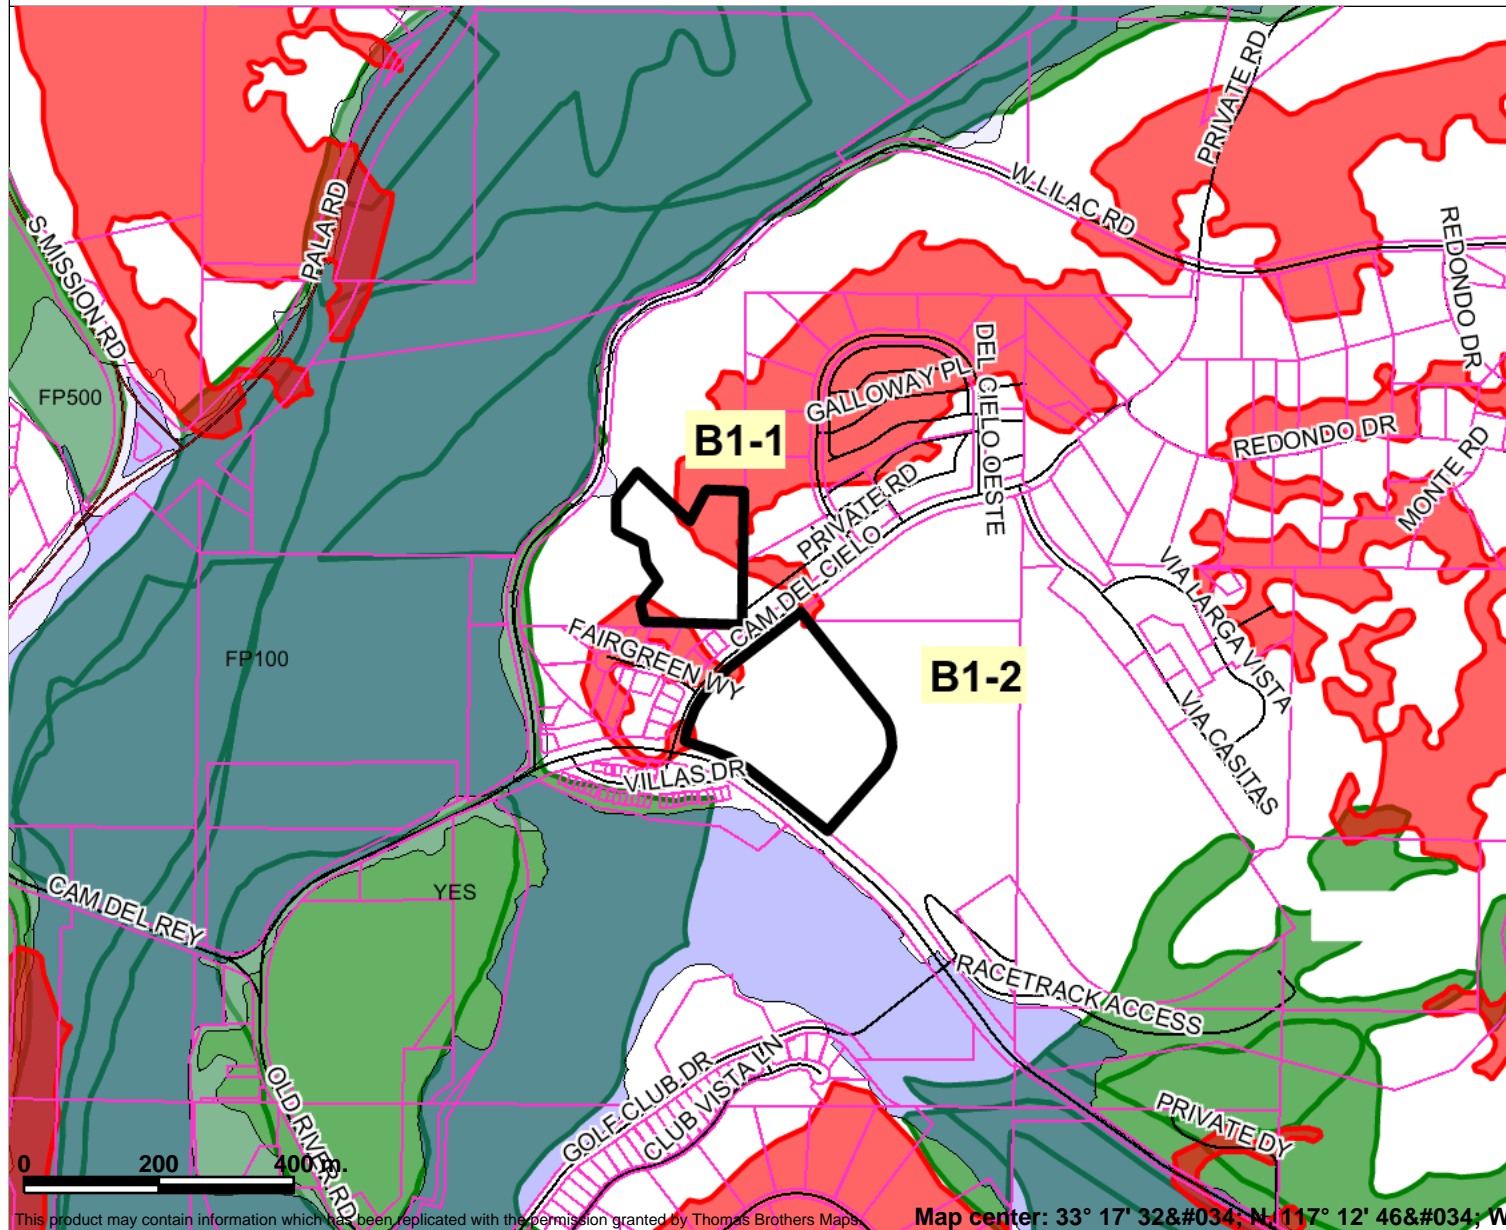 PRIVATE RD
W LILAC RD
S MISSION RD
PALA RD
REDONDO DR
DEL CIELO OESTE
GALLOWAY PL
FP500
B1-1
REDONDO DR
MONTE RD
PRIVATE RD
CAM DEL CIELO
VIA LARGA VISTA
FAIRGREEN WY
FP100
B1-2
VIA CASITAS
VILLAS DR
YES
CAM DEL REY
RACETRACK ACCESS
OLD RIVER RD
GOLF CLUB DR
CLUB VISTA LN
PRIVATE DY
0 200 400 m.
This product may contain information which has been replicated with the permission granted by Thomas Brothers Maps.
Map center: 33° 17' 32&#034; N, 117° 12' 46&#034; W